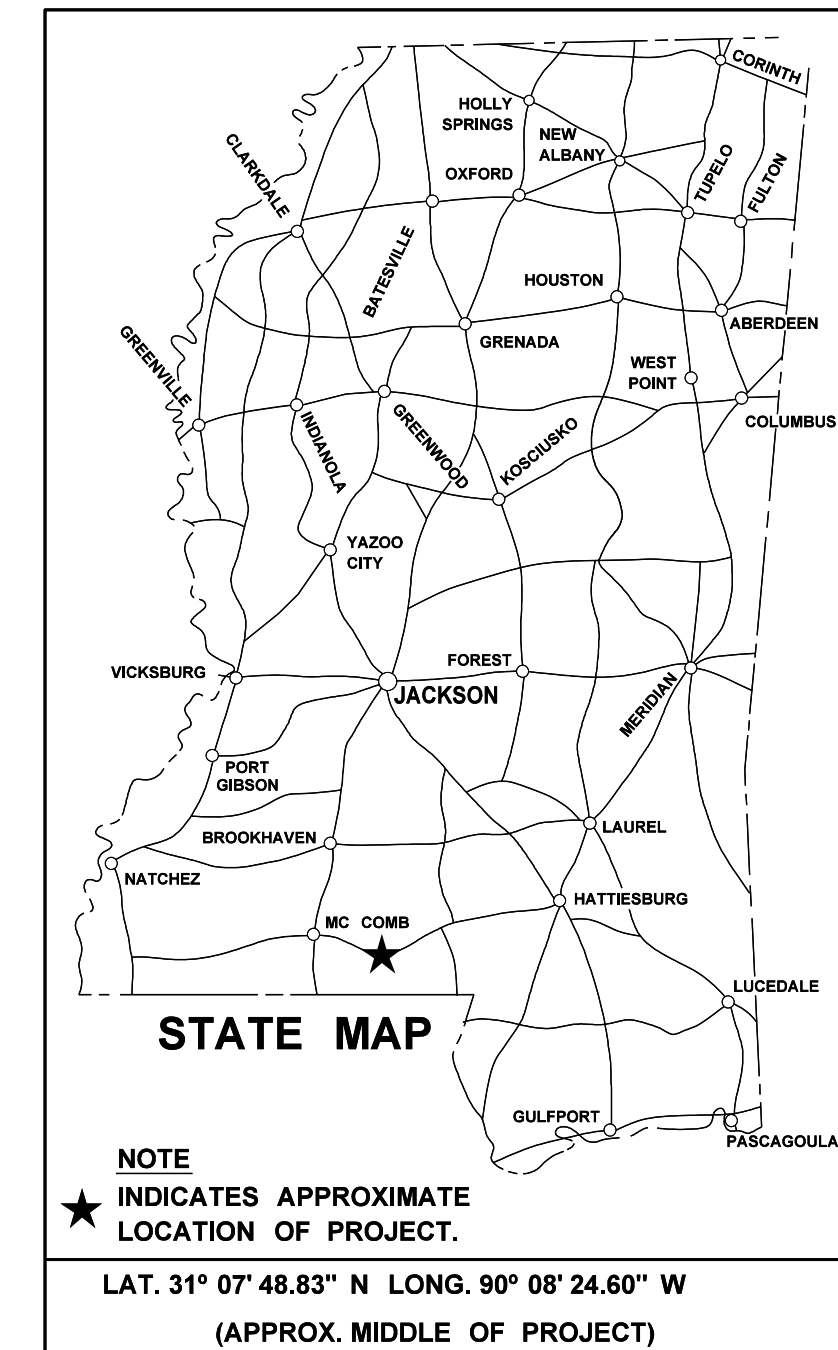 CORINTH
HOLLY
SPRINGS
NEW
ALBANY
CLARKDALE
OXFORD
TUPELO
FULTON
BATESVILLE
HOUSTON
GREENVILLE
GRENADA
ABERDEEN
WEST
POINT
INDIANOLA
GREENWOOD
KOSCIUSKO
COLUMBUS
YAZOO
CITY
VICKSBURG
FOREST
JACKSON
MERIDIAN
PORT
GIBSON
BROOKHAVEN
LAUREL
NATCHEZ
HATTIESBURG
MC COMB
LUCEDALE
STATE MAP
GULFPORT
PASCAGOULA
NOTE
INDICATES APPROXIMATE
LOCATION OF PROJECT.
LAT. 31º 07' 48.83" N LONG. 90º 08' 24.60" W
(APPROX. MIDDLE OF PROJECT)